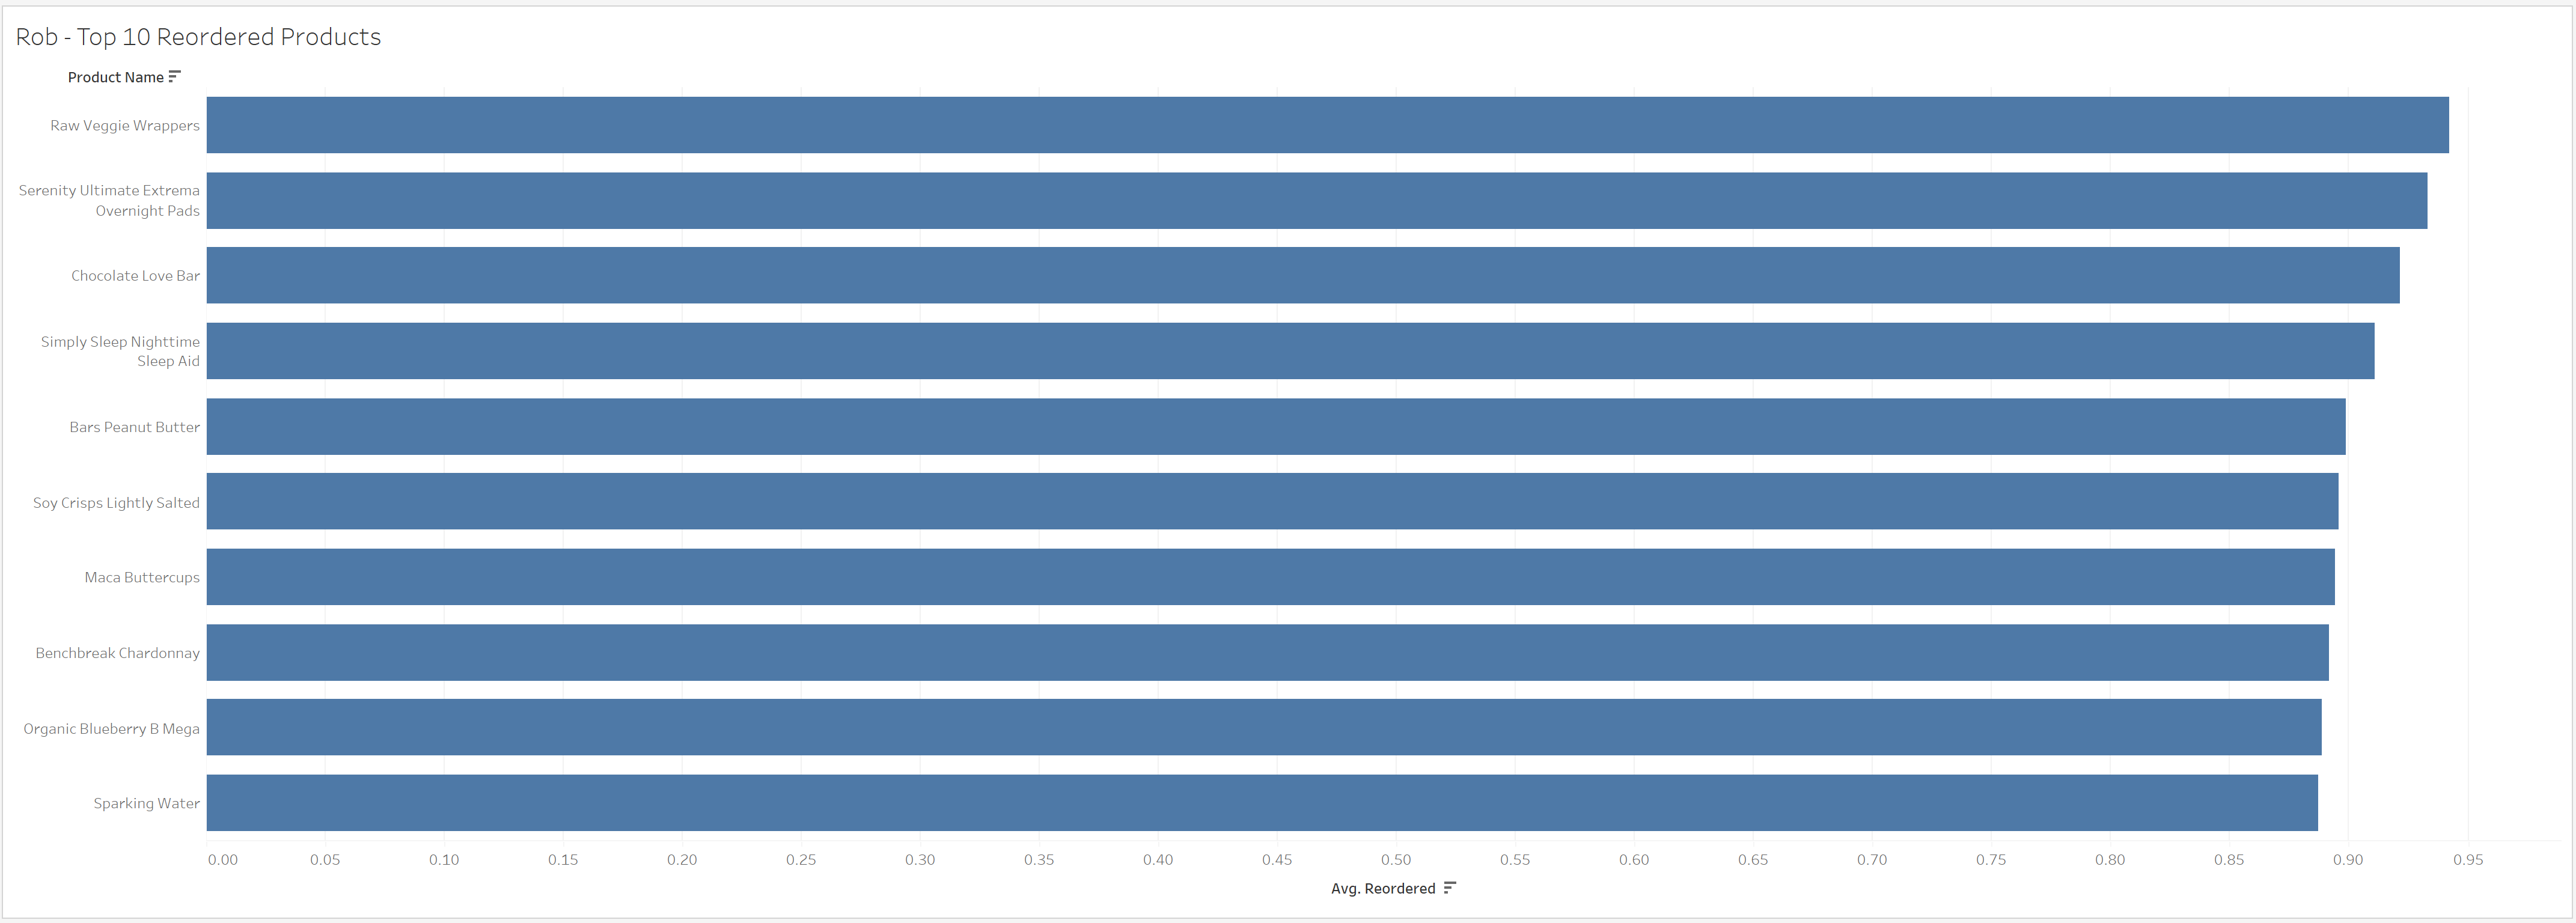 Rob - Top 10 Reordered Products
Product Name
Raw Veggie Wrappers
Serenity Ultimate Extrema
Overnight Pads
Chocolate Love Bar
Simply Sleep Nighttime
Sleep Aid
Bars Peanut Butter
Soy Crisps Lightly Salted
Maca Buttercups
Benchbreak Chardonnay
Organic Blueberry B Mega
Sparking Water
0.00 0.05 0.10 0.15 0.20 0.25 0.30 0.35 0.40 0.45 0.50 0.55 0.60 0.65 0.70 0.75 0.80 0.85 0.90 0.95
Avg. Reordered